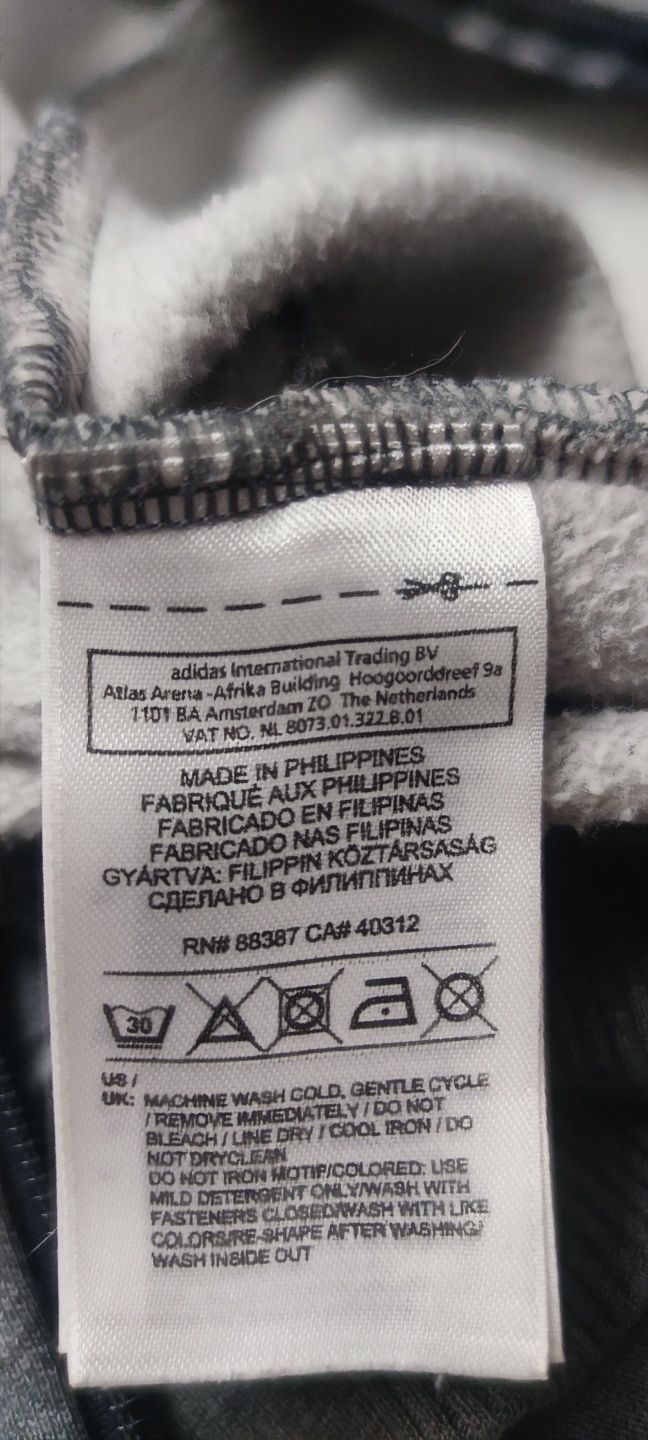 adidas International Trading BV
Atlas Arena -Afrika Building Hoogoorddreef 9a
1101 BA Amsterdam ZO The Netherlands
VAT NO. NL 8073.01.322.B.01
MADE IN PHILIPPINES
FABRIQUÉ AUX PHILIPPINES
FABRICADO EN FILIPINAS
FABRICADO NAS FILIPINAS
GYÁRTVA: FILIPPIN KÖZTÁRSASÁG
СДЕЛАНО В ФИЛИППИНАХ
RN# 88387 CA# 40312
30
US /
UK: MACHINE WASH COLD, GENTLE CYCLE
/ REMOVE IMMEDIATELY / DO NOT
BLEACH / LINE DRY / COOL IRON / DO
NOT DRYCLEAN
DO NOT IRON MOTIF/COLORED: USE
MILD DETERGENT ONLY/WASH WITH
FASTENERS CLOSED/WASH WITH LIKE
COLORS/RE-SHAPE AFTER WASHING/
WASH INSIDE OUT